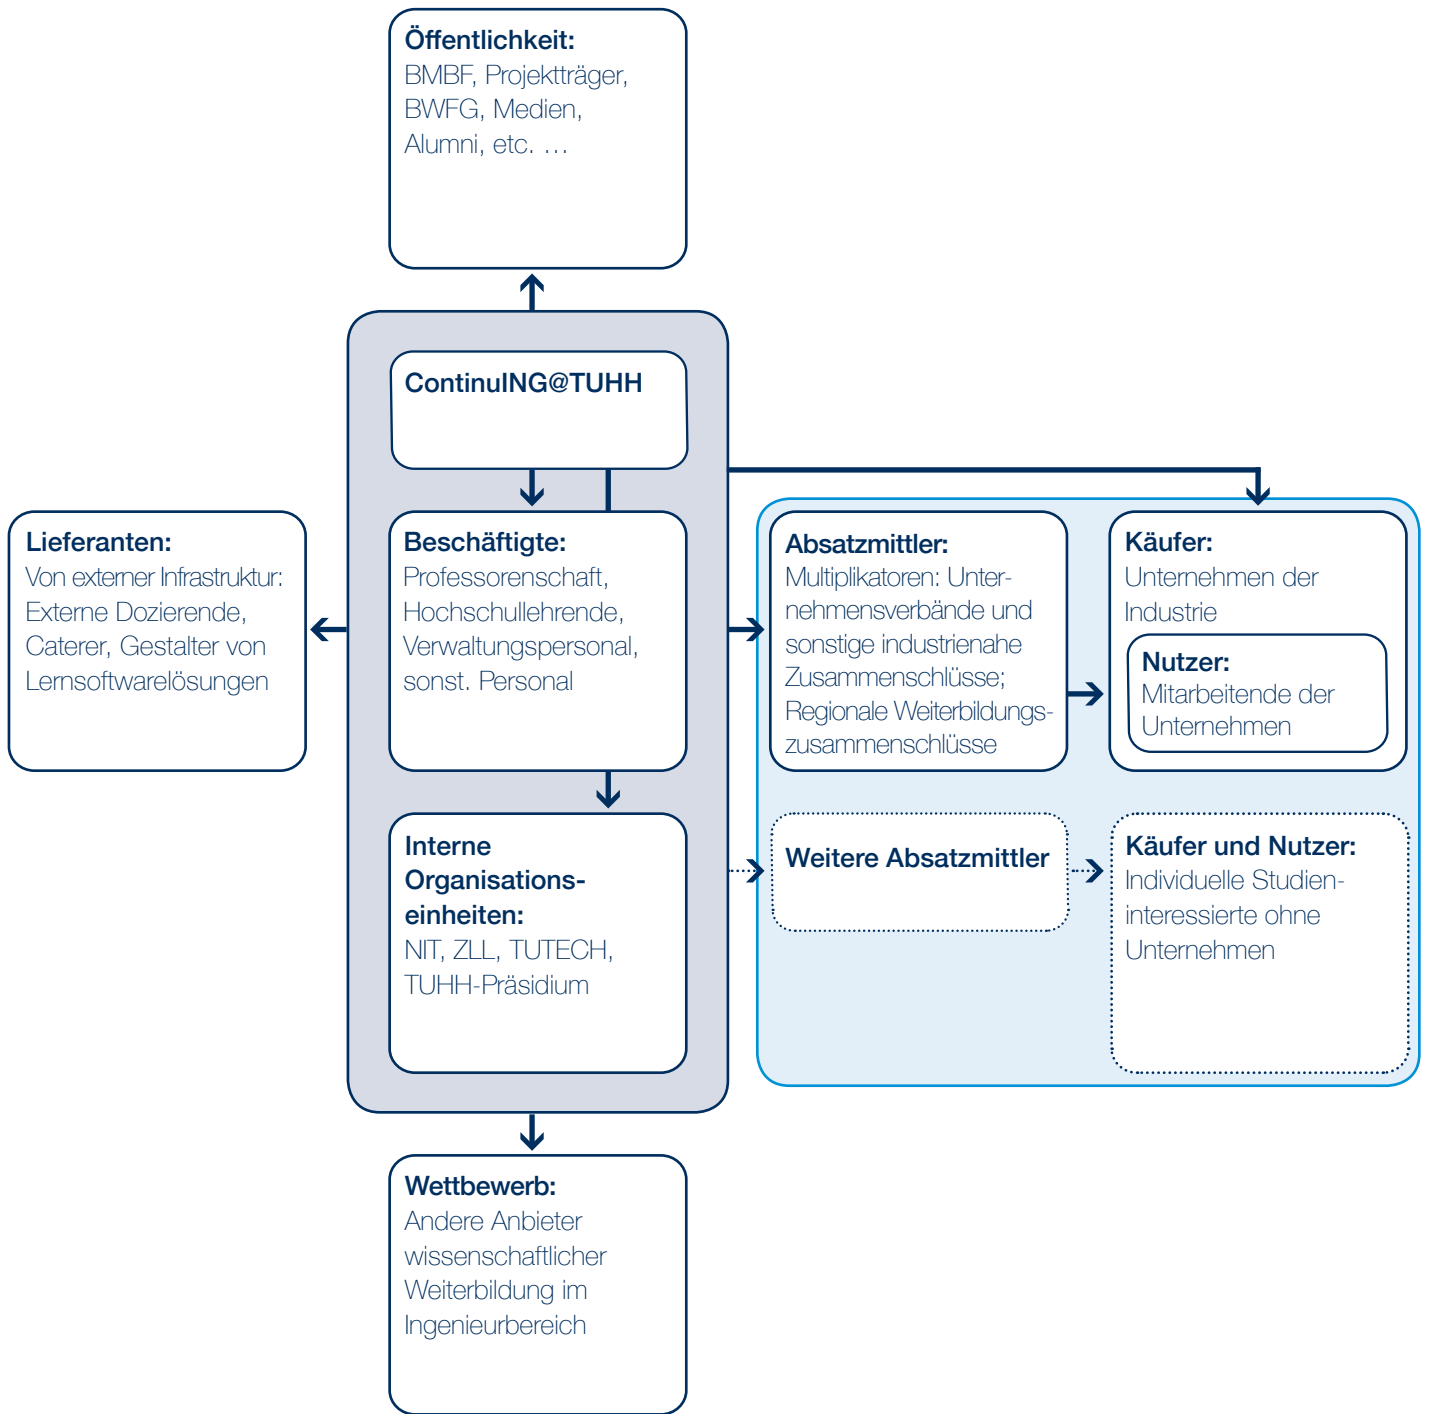 Öffentlichkeit:
BMBF, Projektträger,
BWFG, Medien,
Alumni, etc. …
ContinuING@TUHH
Lieferanten:
Von externer Infrastruktur:
Externe Dozierende,
Caterer, Gestalter von
Lernsoftwarelösungen
Beschäftigte:
Professorenschaft,
Hochschullehrende,
Verwaltungspersonal,
sonst. Personal
Absatzmittler:
Multiplikatoren: Unter-
nehmensverbände und
sonstige industrienahe
Zusammenschlüsse;
Regionale Weiterbildungs-
zusammenschlüsse
Käufer:
Unternehmen der
Industrie
Nutzer:
Mitarbeitende der
Unternehmen
Interne
Organisations-
einheiten:
NIT, ZLL, TUTECH,
TUHH-Präsidium
Weitere Absatzmittler
Käufer und Nutzer:
Individuelle Studien-
interessierte ohne
Unternehmen
Wettbewerb:
Andere Anbieter
wissenschaftlicher
Weiterbildung im
Ingenieurbereich